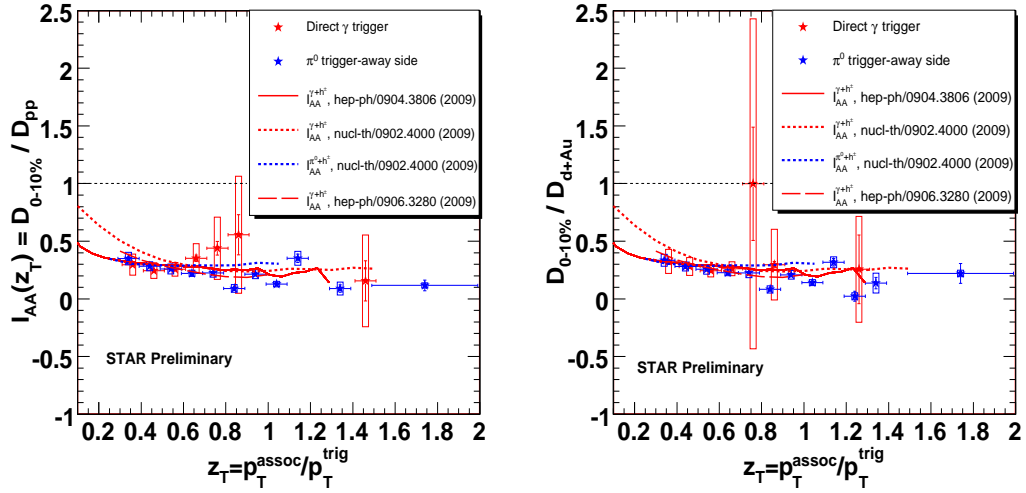 I_AA(z_T) = D_0-10% / D_pp
2.5
2
1.5
1
0.5
0
-0.5
-1
Direct γ trigger
π⁰ trigger-away side
I_AA^γ+h±, hep-ph/0904.3806 (2009)
I_AA^γ+h±, nucl-th/0902.4000 (2009)
I_AA^π⁰+h±, nucl-th/0902.4000 (2009)
I_AA^γ+h±, hep-ph/0906.3280 (2009)
STAR Preliminary
0.2 0.4 0.6 0.8 1 1.2 1.4 1.6 1.8 2
z_T=p_T^assoc/p_T^trig
D_0-10% / D_d+Au
2.5
2
1.5
1
0.5
0
-0.5
-1
Direct γ trigger
π⁰ trigger-away side
I_AA^γ+h±, hep-ph/0904.3806 (2009)
I_AA^γ+h±, nucl-th/0902.4000 (2009)
I_AA^π⁰+h±, nucl-th/0902.4000 (2009)
I_AA^γ+h±, hep-ph/0906.3280 (2009)
STAR Preliminary
0.2 0.4 0.6 0.8 1 1.2 1.4 1.6 1.8 2
z_T=p_T^assoc/p_T^trig